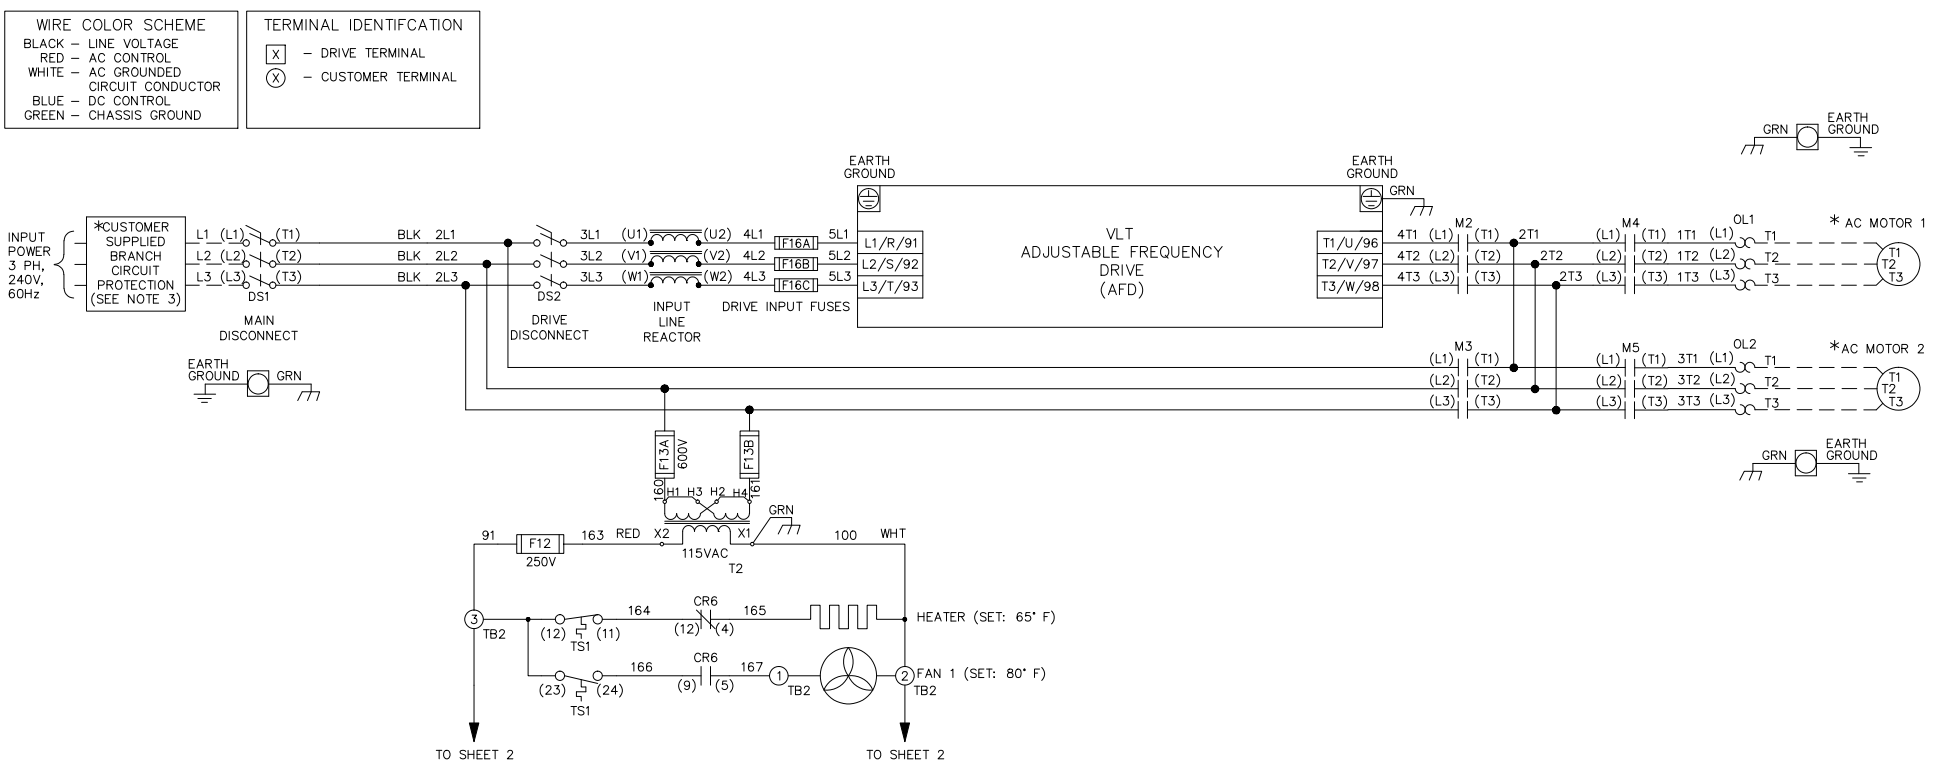 WIRE COLOR SCHEME
BLACK – LINE VOLTAGE
RED – AC CONTROL
WHITE – AC GROUNDED
CIRCUIT CONDUCTOR
BLUE – DC CONTROL
GREEN – CHASSIS GROUND
TERMINAL IDENTIFCATION
X – DRIVE TERMINAL
X – CUSTOMER TERMINAL
GRN
EARTH
GROUND
EARTH
GROUND
EARTH
GROUND
GRN
INPUT
POWER
3 PH,
240V,
60Hz
*CUSTOMER
SUPPLIED
BRANCH
CIRCUIT
PROTECTION
(SEE NOTE 3)
L1 (L1) (T1) BLK 2L1 3L1 (U1) (U2) 4L1 F16A 5L1 L1/R/91
L2 (L2) (T2) BLK 2L2 3L2 (V1) (V2) 4L2 F16B 5L2 L2/S/92
L3 (L3) (T3) BLK 2L3 3L3 (W1) (W2) 4L3 F16C 5L3 L3/T/93
DS1
MAIN
DISCONNECT
DS2
DRIVE
DISCONNECT
INPUT
LINE
REACTOR
DRIVE INPUT FUSES
VLT
ADJUSTABLE FREQUENCY
DRIVE
(AFD)
M2 M4 OL1 * AC MOTOR 1
T1/U/96 4T1 (L1) (T1) 2T1 (L1) (T1) 1T1 (L1) T1 T1
T2/V/97 4T2 (L2) (T2) 2T2 (L2) (T2) 1T2 (L2) T2 T2
T3/W/98 4T3 (L3) (T3) 2T3 (L3) (T3) 1T3 (L3) T3 T3
EARTH
GROUND GRN
M3 M5 OL2 * AC MOTOR 2
(L1) (T1) (L1) (T1) 3T1 (L1) T1 T1
(L2) (T2) (L2) (T2) 3T2 (L2) T2 T2
(L3) (T3) (L3) (T3) 3T3 (L3) T3 T3
GRN
EARTH
GROUND
F13A
600V
F13B
160
161
H1 H3 H2 H4
GRN
91 F12 163 RED X2 X1 100 WHT
250V
115VAC
T2
3
TB2
(12) (11) 164 CR6 165 HEATER (SET: 65° F)
TS1
(12) (4)
(23) (24) 166 CR6 167 1 2 FAN 1 (SET: 80° F)
TS1
(9) (5)
TB2
TB2
TO SHEET 2
TO SHEET 2